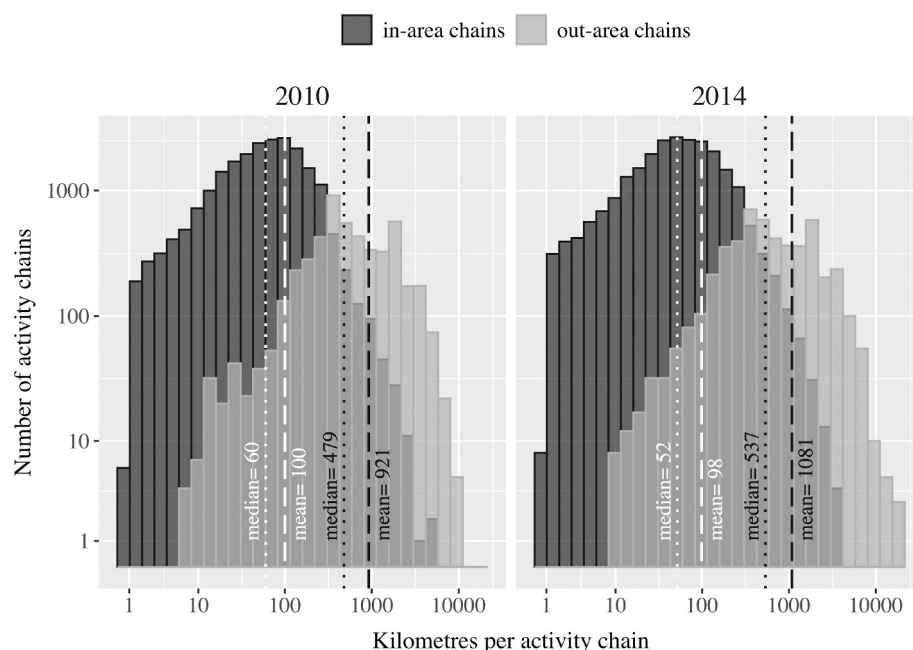 in-area chains out-area chains
2010 2014
Number of activity chains
1000
100
10
1
median= 60
mean= 100
median= 479
mean= 921
median= 52
mean= 98
median= 537
mean= 1081
1 10 100 1000 10000 1 10 100 1000 10000
Kilometres per activity chain